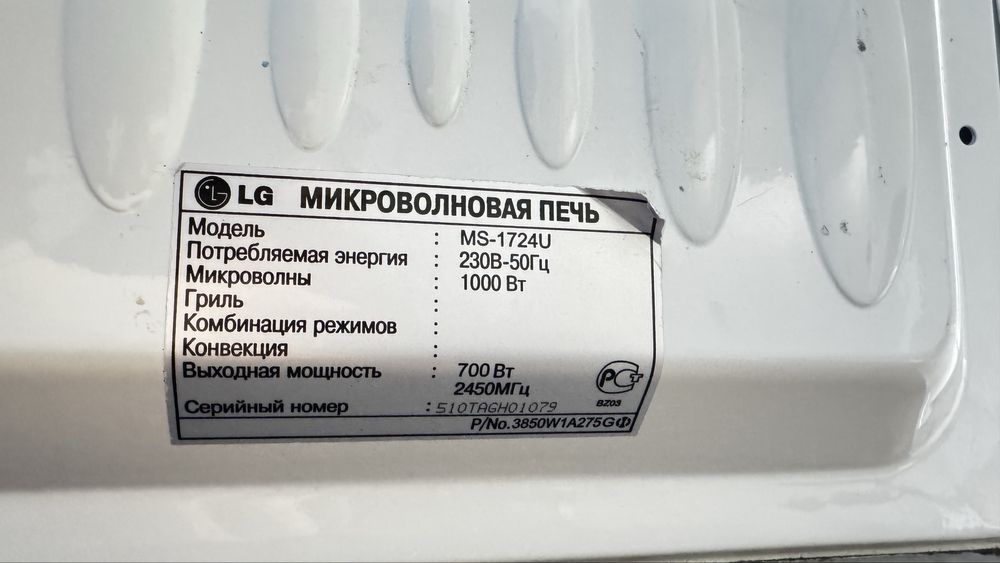 LG МИКРОВОЛНОВАЯ ПЕЧЬ
Модель : MS-1724U
Потребляемая энергия : 230В-50Гц
Микроволны : 1000 Вт
Гриль :
Комбинация режимов :
Конвекция :
Выходная мощность : 700 Вт
2450МГц
РСТ
BZ03
Серийный номер : 510TAGH01079
P/No.3850W1A275G